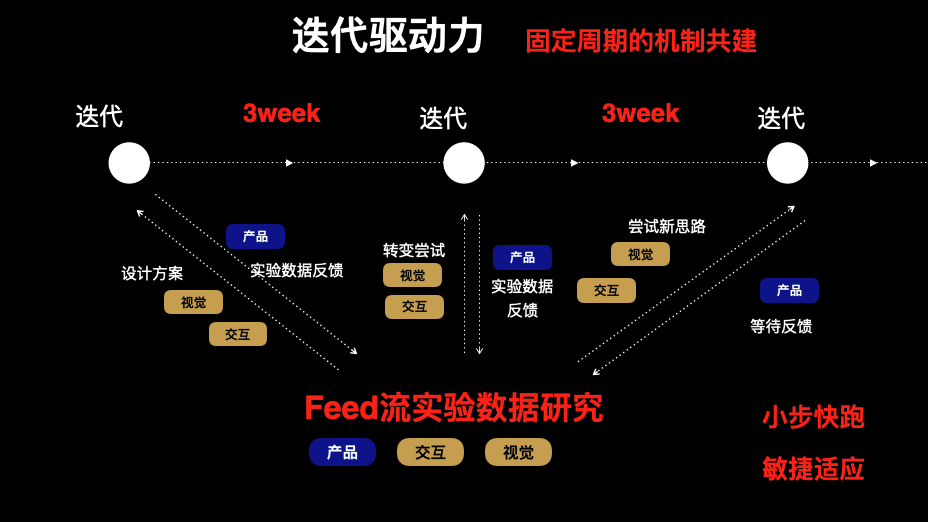 迭代驱动力
固定周期的机制共建
迭代
3week
迭代
3week
迭代
产品
设计方案
实验数据反馈
视觉
交互
转变尝试
视觉
交互
产品
实验数据
反馈
尝试新思路
视觉
交互
产品
等待反馈
Feed流实验数据研究
产品
交互
视觉
小步快跑
敏捷适应